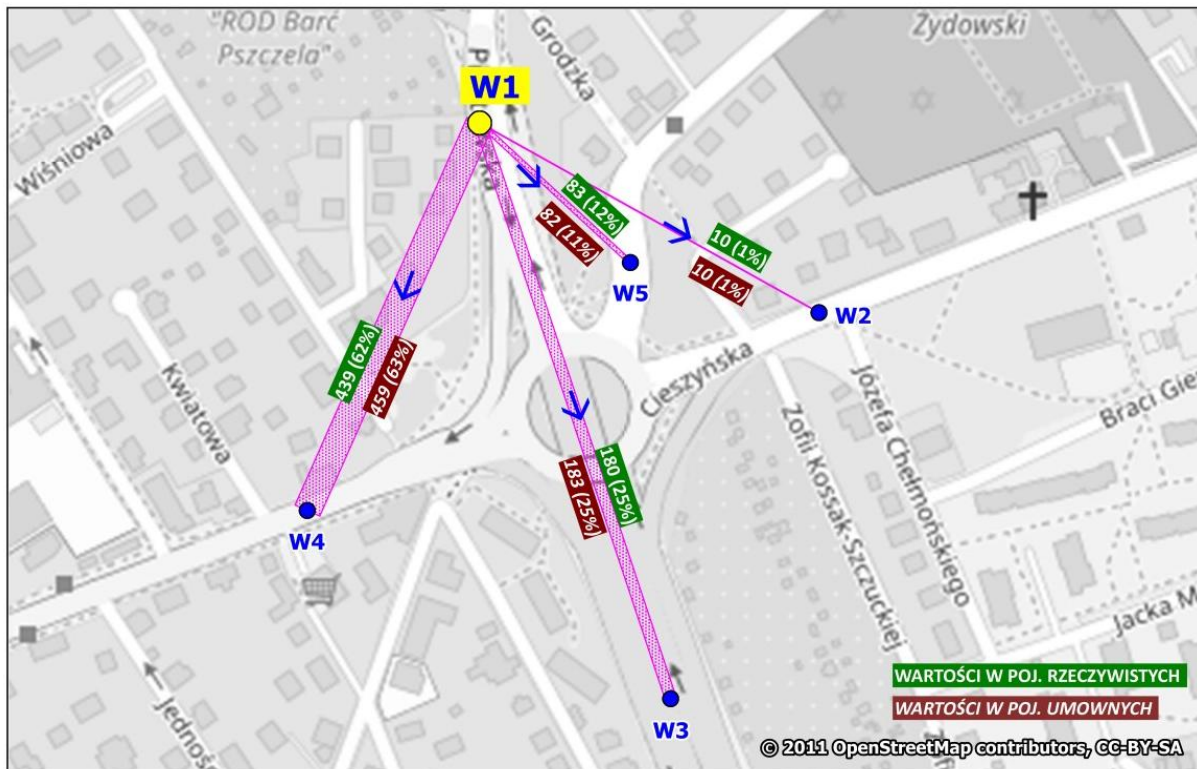 "ROD Barć
Pszczela"
Grodzka
Żydowski
W1
Wiśniowa
83 (12%)
82 (11%)
10 (1%)
10 (1%)
W5
W2
439 (62%)
459 (63%)
Cieszyńska
Kwiatowa
Józefa Chełmońskiego
Braci Gie
Zofii Kossak-Szczuckiej
183 (25%)
180 (25%)
W4
Jacka M
Jedności
W3
WARTOŚCI W POJ. RZECZYWISTYCH
WARTOŚCI W POJ. UMOWNYCH
© 2011 OpenStreetMap contributors, CC-BY-SA